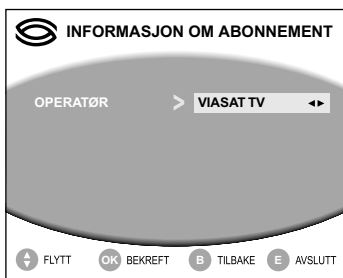 INFORMASJON OM ABONNEMENT
OPERATØR > VIASAT TV ◂▸
FLYTT OK BEKREFT B TILBAKE E AVSLUTT